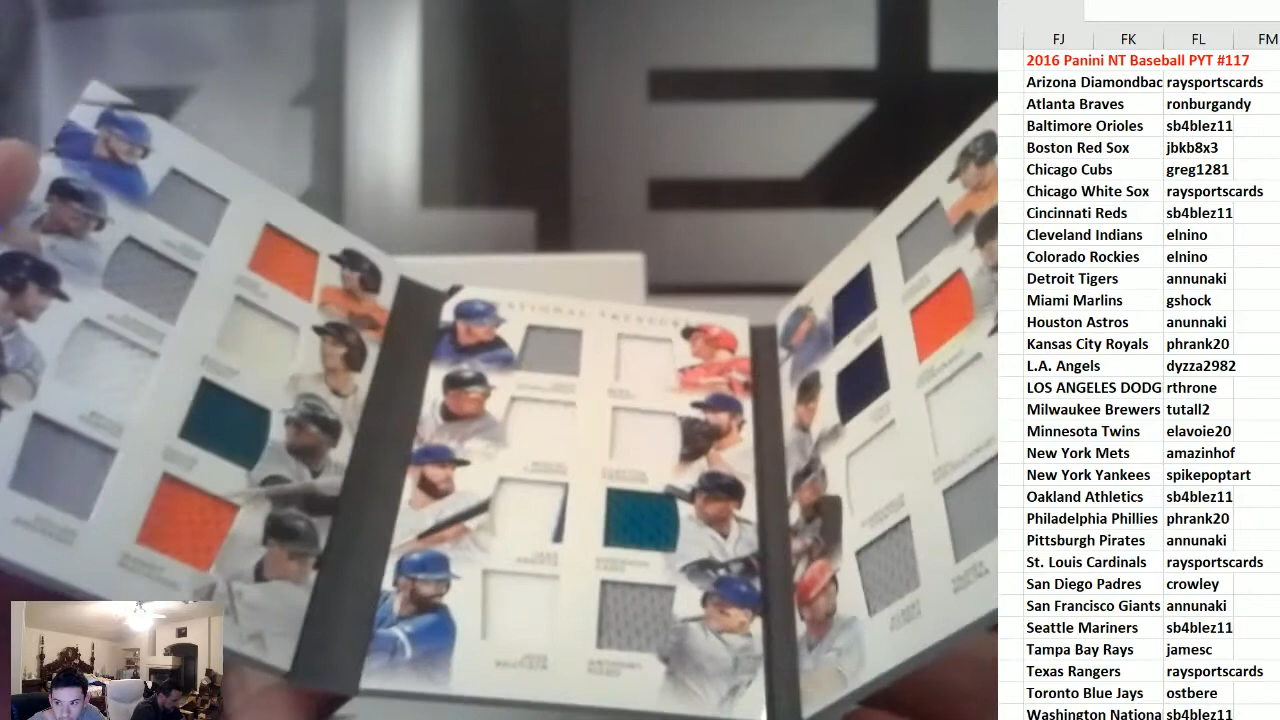 FJ FK FL FM
2016 Panini NT Baseball PYT #117
Arizona Diamondbac raysportscards
Atlanta Braves ronburgandy
Baltimore Orioles sb4blez11
Boston Red Sox jbkb8x3
Chicago Cubs greg1281
Chicago White Sox raysportscards
Cincinnati Reds sb4blez11
Cleveland Indians elnino
Colorado Rockies elnino
Detroit Tigers annunaki
Miami Marlins gshock
Houston Astros anunnaki
Kansas City Royals phrank20
L.A. Angels dyzza2982
LOS ANGELES DODG rthrone
Milwaukee Brewers tutall2
Minnesota Twins elavoie20
New York Mets amazinhof
New York Yankees spikepoptart
Oakland Athletics sb4blez11
Philadelphia Phillies phrank20
Pittsburgh Pirates annunaki
St. Louis Cardinals raysportscards
San Diego Padres crowley
San Francisco Giants annunaki
Seattle Mariners sb4blez11
Tampa Bay Rays jamesc
Texas Rangers raysportscards
Toronto Blue Jays ostbere
Washington Nationa sb4blez11